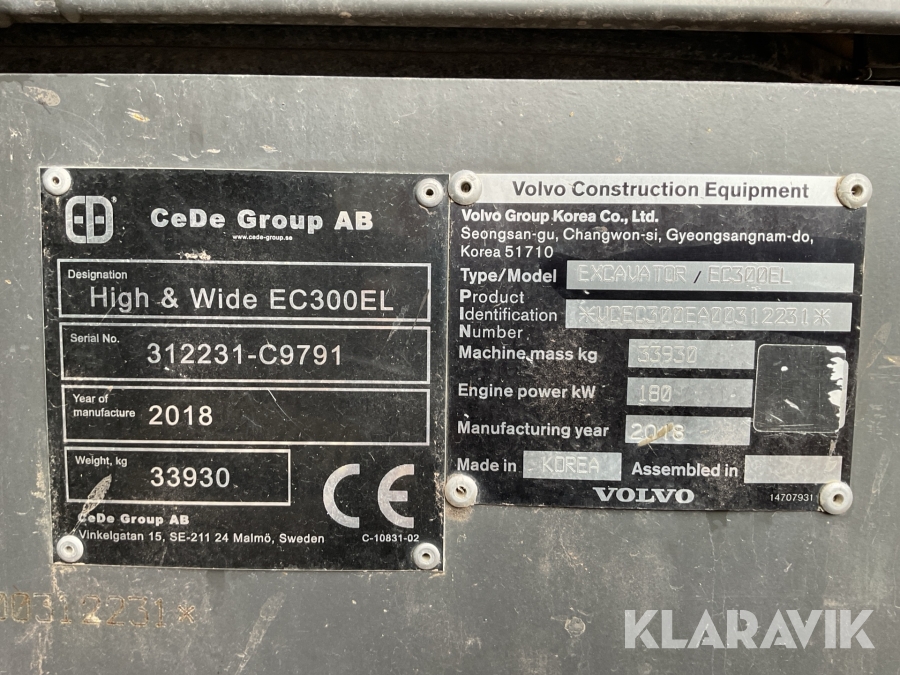 CeDe Group AB
www.cede-group.se
Designation
High & Wide EC300EL
Serial No.
312231-C9791
Year of
manufacture 2018
Weight, kg
33930
CeDe Group AB
Vinkelgatan 15, SE-211 24 Malmö, Sweden
C-10831-02
CE
Volvo Construction Equipment
Volvo Group Korea Co., Ltd.
Seongsan-gu, Changwon-si, Gyeongsangnam-do,
Korea 51710
Type/Model EXCAVATOR / EC300EL
Product
Identification *VCEC300EA00312231*
Number
Machine mass kg 33930
Engine power kW 180
Manufacturing year 2018
Made in KOREA Assembled in
VOLVO
14707931
00312231*
KLARAVIK